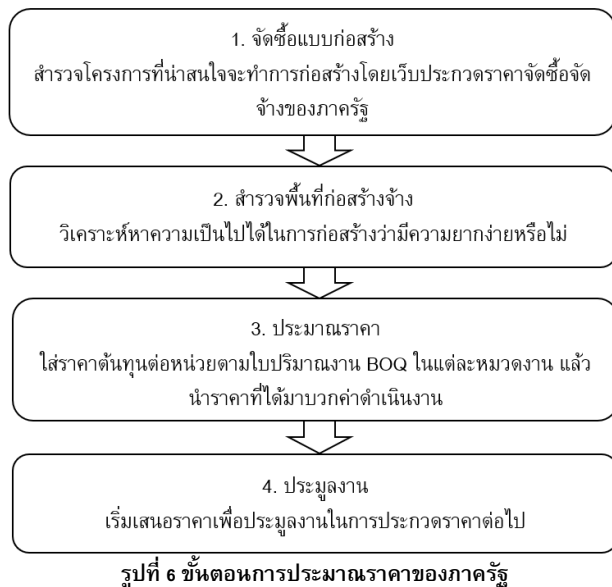 1. จัดซื้อแบบก่อสร้าง
สำรวจโครงการที่น่าสนใจจะทำการก่อสร้างโดยเว็บประกวดราคาจัดซื้อจัด
จ้างของภาครัฐ
2. สำรวจพื้นที่ก่อสร้างจ้าง
วิเคราะห์หาความเป็นไปได้ในการก่อสร้างว่ามีความยากง่ายหรือไม่
3. ประมาณราคา
ใส่ราคาต้นทุนต่อหน่วยตามใบปริมาณงาน BOQ ในแต่ละหมวดงาน แล้ว
นำราคาที่ได้มาบวกค่าดำเนินงาน
4. ประมูลงาน
เริ่มเสนอราคาเพื่อประมูลงานในการประกวดราคาต่อไป
รูปที่ 6 ขั้นตอนการประมาณราคาของภาครัฐ